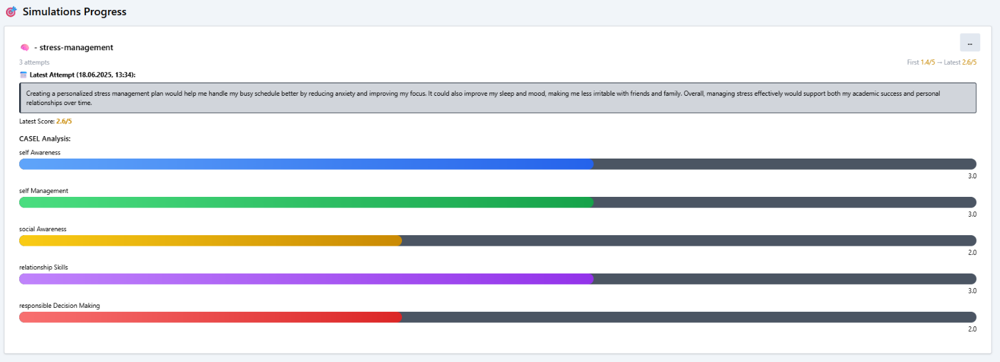 Simulations Progress
...
- stress-management
3 attempts
First 1.4/5 → Latest 2.6/5
Latest Attempt (18.06.2025, 13:34):
Creating a personalized stress management plan would help me handle my busy schedule better by reducing anxiety and improving my focus. It could also improve my sleep and mood, making me less irritable with friends and family. Overall, managing stress effectively would support both my academic success and personal
relationships over time.
Latest Score: 2.6/5
CASEL Analysis:
self Awareness
3.0
self Management
3.0
social Awareness
2.0
relationship Skills
3.0
responsible Decision Making
2.0